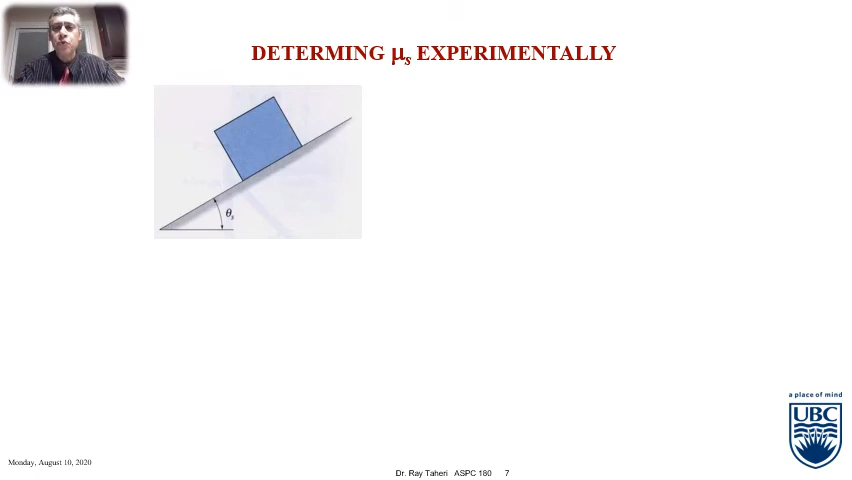 DETERMING μs EXPERIMENTALLY
θs
a place of mind
UBC
Monday, August 10, 2020
Dr. Ray Taheri ASPC 180 7